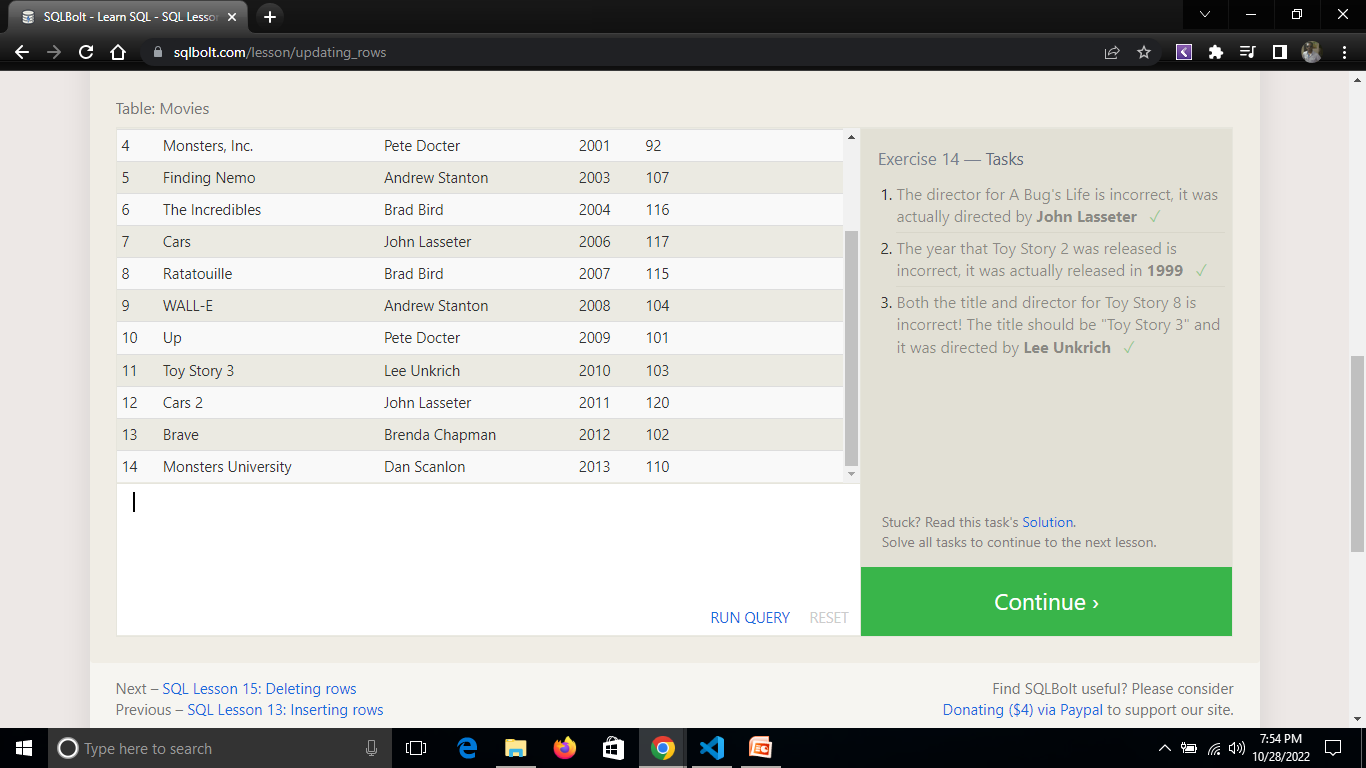 SQLBolt - Learn SQL - SQL Lesson
sqlbolt.com/lesson/updating_rows
Table: Movies
4 Monsters, Inc. Pete Docter 2001 92
5 Finding Nemo Andrew Stanton 2003 107
6 The Incredibles Brad Bird 2004 116
7 Cars John Lasseter 2006 117
8 Ratatouille Brad Bird 2007 115
9 WALL-E Andrew Stanton 2008 104
10 Up Pete Docter 2009 101
11 Toy Story 3 Lee Unkrich 2010 103
12 Cars 2 John Lasseter 2011 120
13 Brave Brenda Chapman 2012 102
14 Monsters University Dan Scanlon 2013 110
RUN QUERY RESET
Exercise 14 — Tasks
1. The director for A Bug's Life is incorrect, it was
actually directed by John Lasseter ✓
2. The year that Toy Story 2 was released is
incorrect, it was actually released in 1999 ✓
3. Both the title and director for Toy Story 8 is
incorrect! The title should be "Toy Story 3" and
it was directed by Lee Unkrich ✓
Stuck? Read this task's Solution.
Solve all tasks to continue to the next lesson.
Continue ›
Next – SQL Lesson 15: Deleting rows
Previous – SQL Lesson 13: Inserting rows
Find SQLBolt useful? Please consider
Donating ($4) via Paypal to support our site.
Type here to search
7:54 PM
10/28/2022